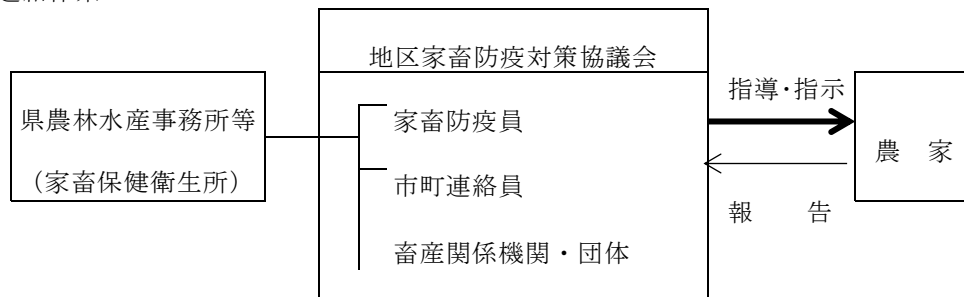 地区家畜防疫対策協議会
県農林水産事務所等
（家畜保健衛生所）
家畜防疫員
市町連絡員
畜産関係機関・団体
指導・指示
報　　告
農　家